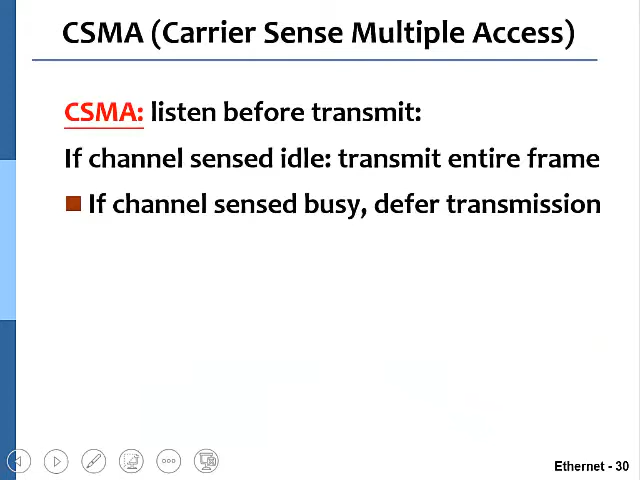 CSMA (Carrier Sense Multiple Access)
CSMA: listen before transmit:
If channel sensed idle: transmit entire frame
If channel sensed busy, defer transmission
Ethernet - 30